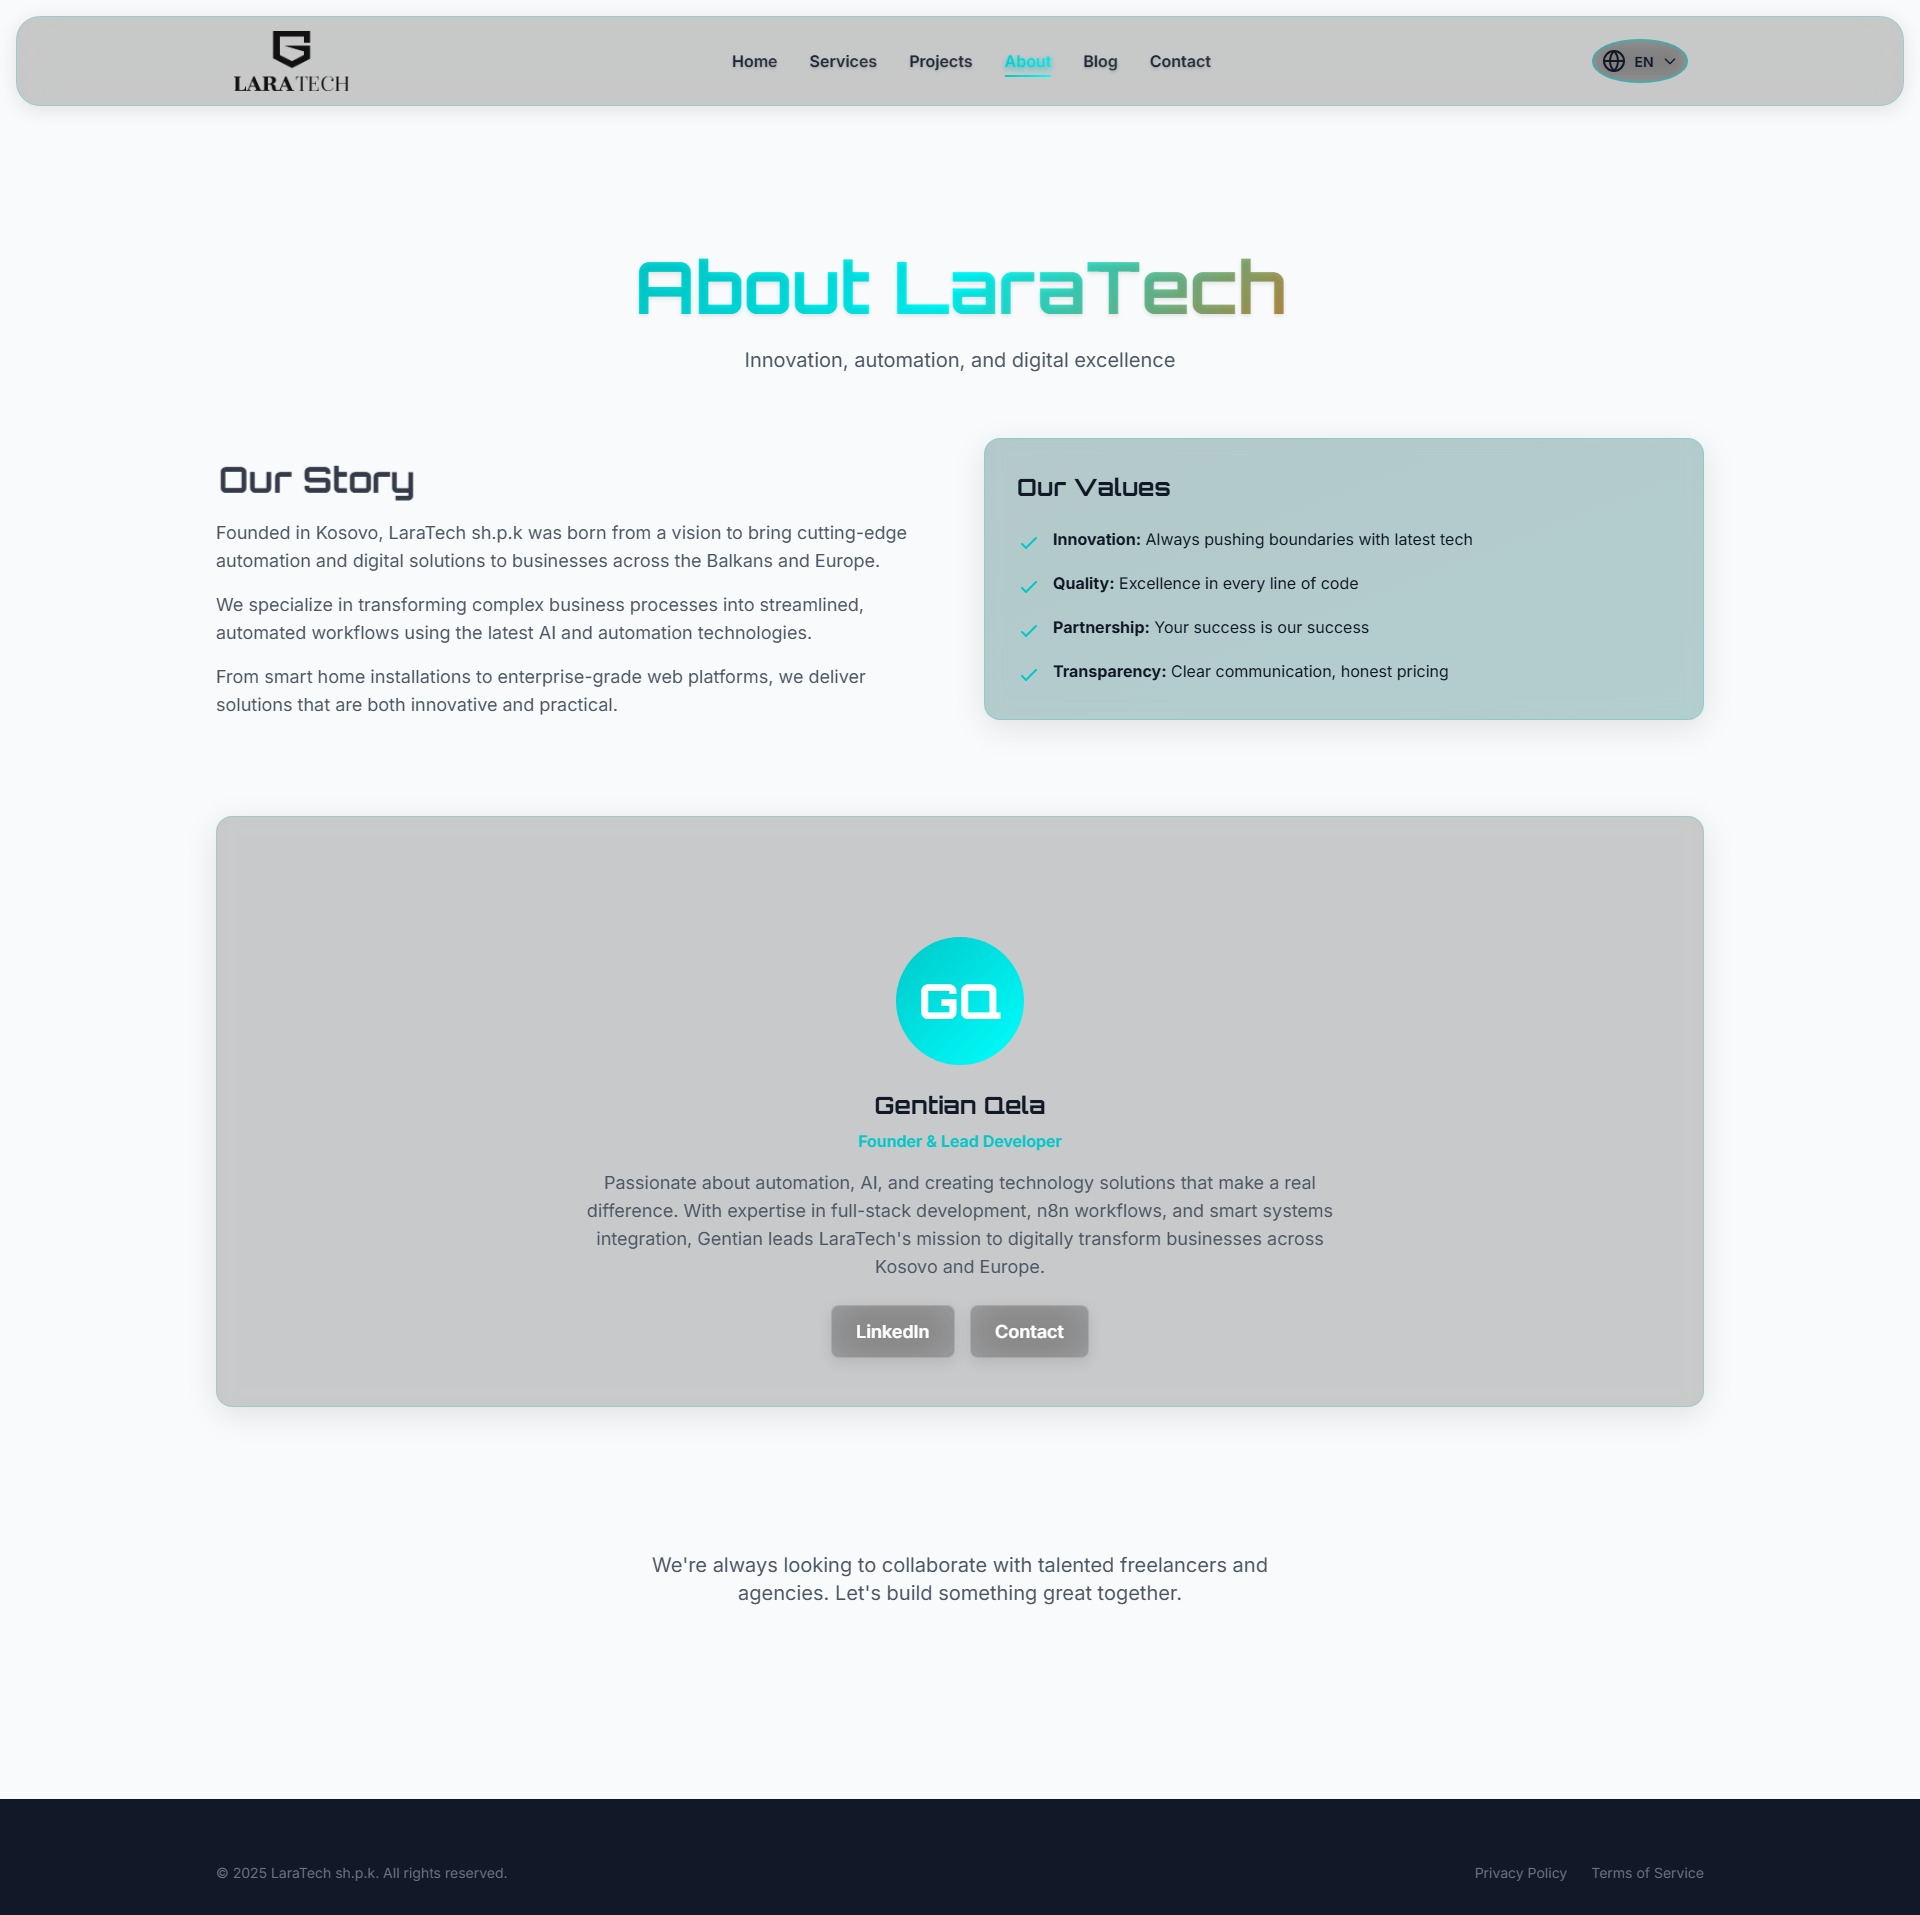 LARATECH
Home Services Projects About Blog Contact
EN
About LaraTech
Innovation, automation, and digital excellence
Our Story
Founded in Kosovo, LaraTech sh.p.k was born from a vision to bring cutting-edge
automation and digital solutions to businesses across the Balkans and Europe.
We specialize in transforming complex business processes into streamlined,
automated workflows using the latest AI and automation technologies.
From smart home installations to enterprise-grade web platforms, we deliver
solutions that are both innovative and practical.
Our Values
Innovation: Always pushing boundaries with latest tech
Quality: Excellence in every line of code
Partnership: Your success is our success
Transparency: Clear communication, honest pricing
GQ
Gentian Qela
Founder & Lead Developer
Passionate about automation, AI, and creating technology solutions that make a real
difference. With expertise in full-stack development, n8n workflows, and smart systems
integration, Gentian leads LaraTech's mission to digitally transform businesses across
Kosovo and Europe.
LinkedIn Contact
We're always looking to collaborate with talented freelancers and
agencies. Let's build something great together.
© 2025 LaraTech sh.p.k. All rights reserved.
Privacy Policy Terms of Service